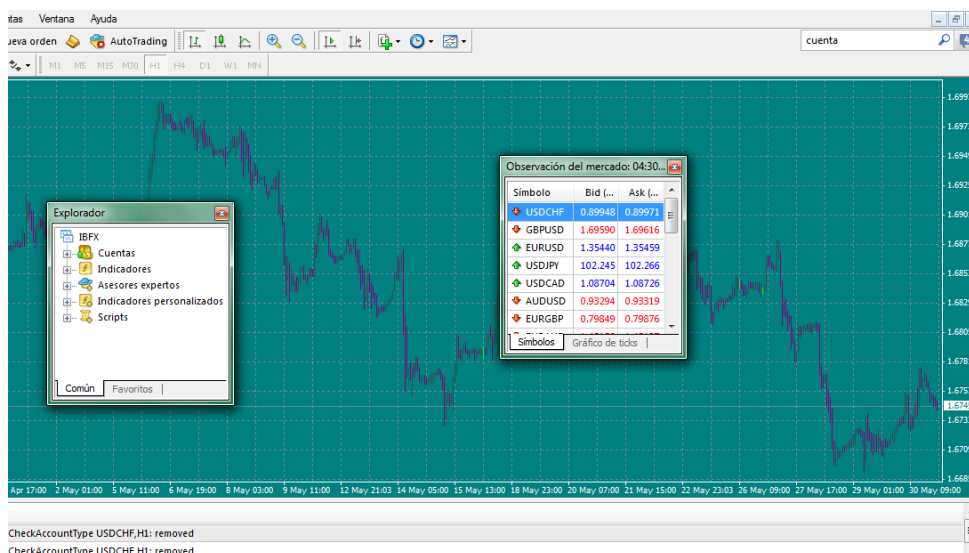 tas Ventana Ayuda
ueva orden AutoTrading cuenta
M1 M5 M15 M30 H1 H4 D1 W1 MN
Explorador
IBFX
Cuentas
Indicadores
Asesores expertos
Indicadores personalizados
Scripts
Común Favoritos
Observación del mercado: 04:30...
Símbolo Bid (... Ask (...
USDCHF 0.89948 0.89971
GBPUSD 1.69590 1.69616
EURUSD 1.35440 1.35459
USDJPY 102.245 102.266
USDCAD 1.08704 1.08726
AUDUSD 0.93294 0.93319
EURGBP 0.79849 0.79876
Símbolos Gráfico de ticks
1.699
1.697
1.694
1.692
1.690
1.687
1.685
1.682
1.680
1.678
1.675
1.674
1.673
1.670
1.668
Apr 17:00 2 May 01:00 5 May 11:00 6 May 19:00 8 May 03:00 9 May 11:00 12 May 21:03 14 May 05:00 15 May 13:00 18 May 23:00 20 May 07:00 21 May 15:00 22 May 23:03 26 May 09:00 27 May 17:00 29 May 01:00 30 May 09:00
CheckAccountType USDCHF,H1: removed
CheckAccountType USDCHF,H1: removed